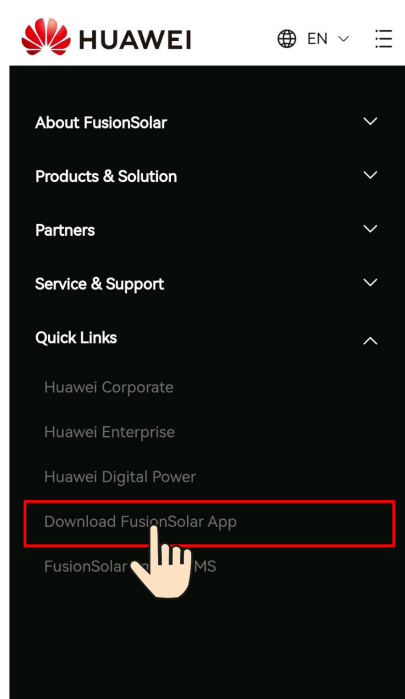 HUAWEI EN
About FusionSolar
Products & Solution
Partners
Service & Support
Quick Links
Huawei Corporate
Huawei Enterprise
Huawei Digital Power
Download FusionSolar App
FusionSolar MS